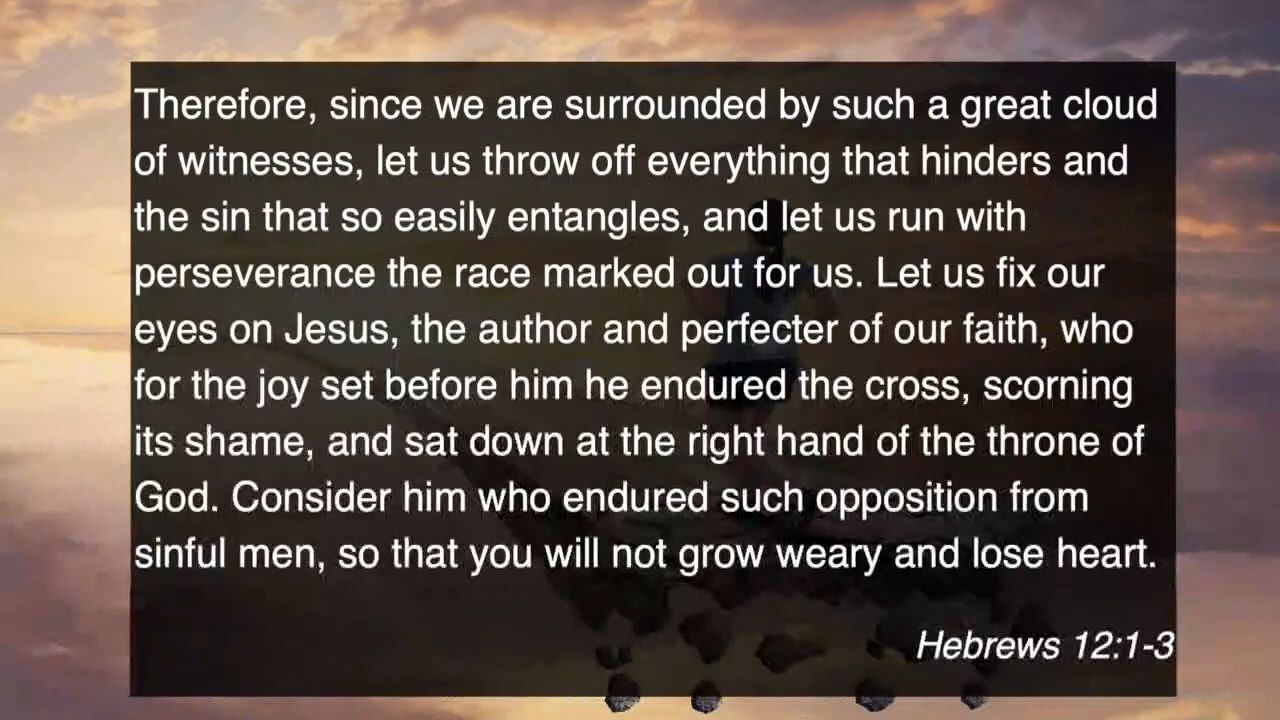 Therefore, since we are surrounded by such a great cloud
of witnesses, let us throw off everything that hinders and
the sin that so easily entangles, and let us run with
perseverance the race marked out for us. Let us fix our
eyes on Jesus, the author and perfecter of our faith, who
for the joy set before him he endured the cross, scorning
its shame, and sat down at the right hand of the throne of
God. Consider him who endured such opposition from
sinful men, so that you will not grow weary and lose heart.
Hebrews 12:1-3